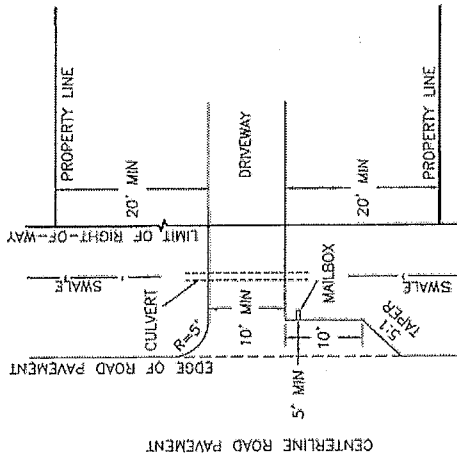 CENTERLINE ROAD PAVEMENT
EDGE OF ROAD PAVEMENT
5' MIN
R=5'
10'
5:1
TAPER
10' MIN
MAILBOX
CULVERT
SWALE
SWALE
LIMIT OF RIGHT-OF-WAY
20' MIN
DRIVEWAY
20' MIN
PROPERTY LINE
PROPERTY LINE